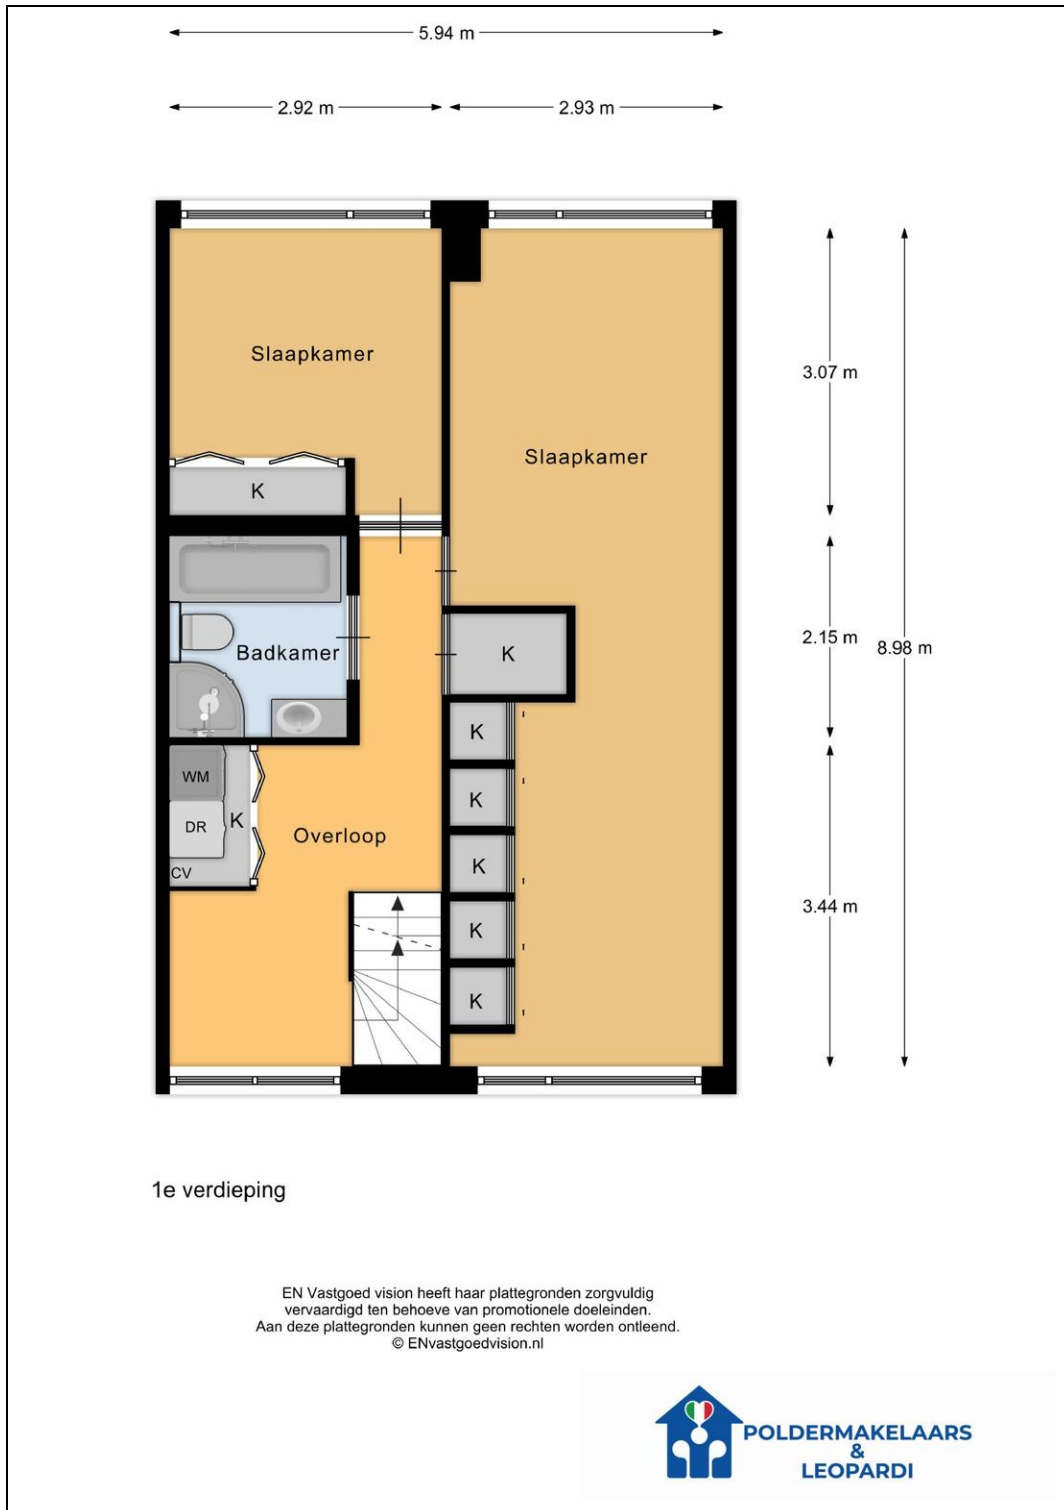 5.94 m
2.92 m
2.93 m
Slaapkamer
3.07 m
Slaapkamer
K
2.15 m
8.98 m
Badkamer
K
K
WM
K
DR
K
Overloop
CV
K
3.44 m
K
K
1e verdieping
EN Vastgoed vision heeft haar plattegronden zorgvuldig
vervaardigd ten behoeve van promotionele doeleinden.
Aan deze plattegronden kunnen geen rechten worden ontleend.
© ENvastgoedvision.nl
POLDERMAKELAARS
&
LEOPARDI